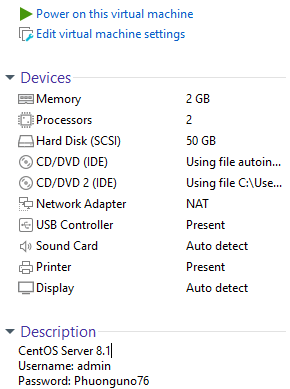 Power on this virtual machine
Edit virtual machine settings
Devices
Memory 2 GB
Processors 2
Hard Disk (SCSI) 50 GB
CD/DVD (IDE) Using file autoin...
CD/DVD 2 (IDE) Using file C:\Use...
Network Adapter NAT
USB Controller Present
Sound Card Auto detect
Printer Present
Display Auto detect
Description
CentOS Server 8.1
Username: admin
Password: Phuonguno76